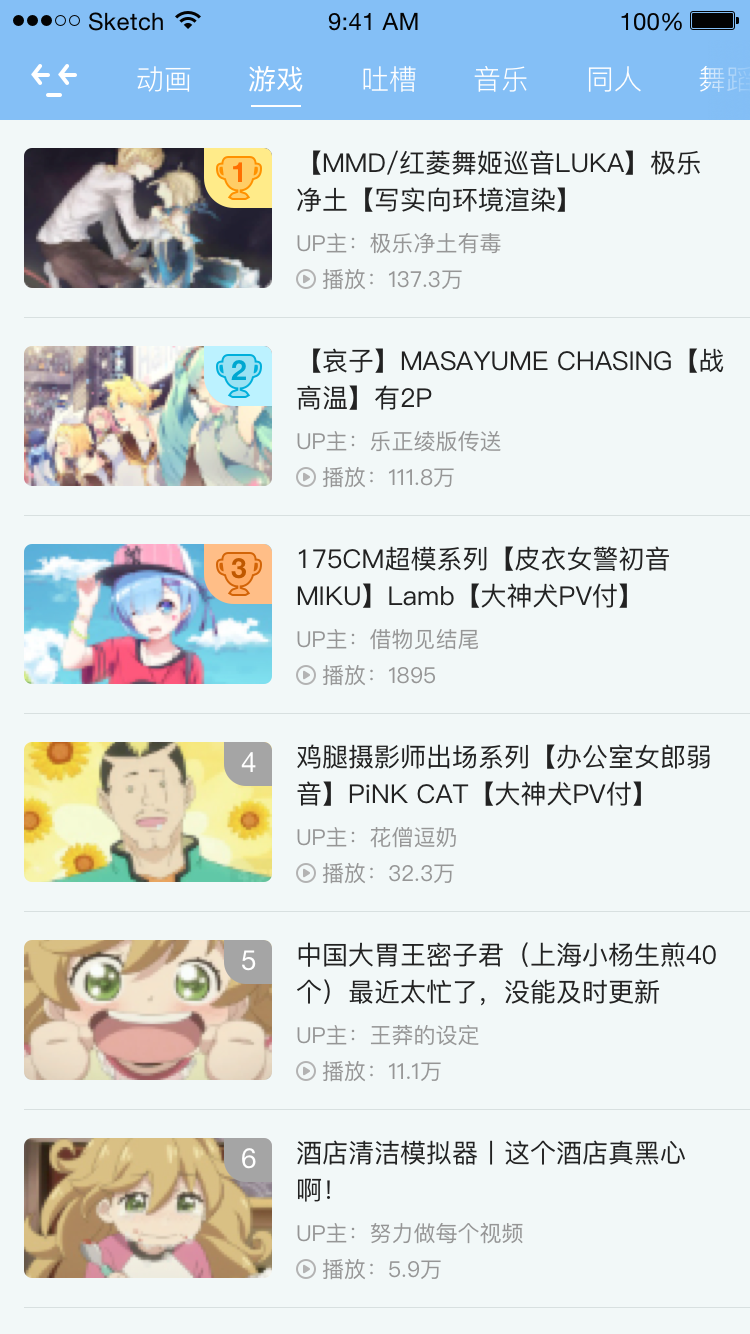 Sketch 9:41 AM 100%
动画 游戏 吐槽 音乐 同人 舞蹈
1
【MMD/红菱舞姬巡音LUKA】极乐
净土【写实向环境渲染】
UP主：极乐净土有毒
播放：137.3万
2
【哀子】MASAYUME CHASING【战
高温】有2P
UP主：乐正绫版传送
播放：111.8万
3
175CM超模系列【皮衣女警初音
MIKU】Lamb【大神犬PV付】
UP主：借物见结尾
播放：1895
4
鸡腿摄影师出场系列【办公室女郎弱
音】PiNK CAT【大神犬PV付】
UP主：花僧逗奶
播放：32.3万
5
中国大胃王密子君（上海小杨生煎40
个）最近太忙了，没能及时更新
UP主：王莽的设定
播放：11.1万
6
酒店清洁模拟器丨这个酒店真黑心
啊！
UP主：努力做每个视频
播放：5.9万